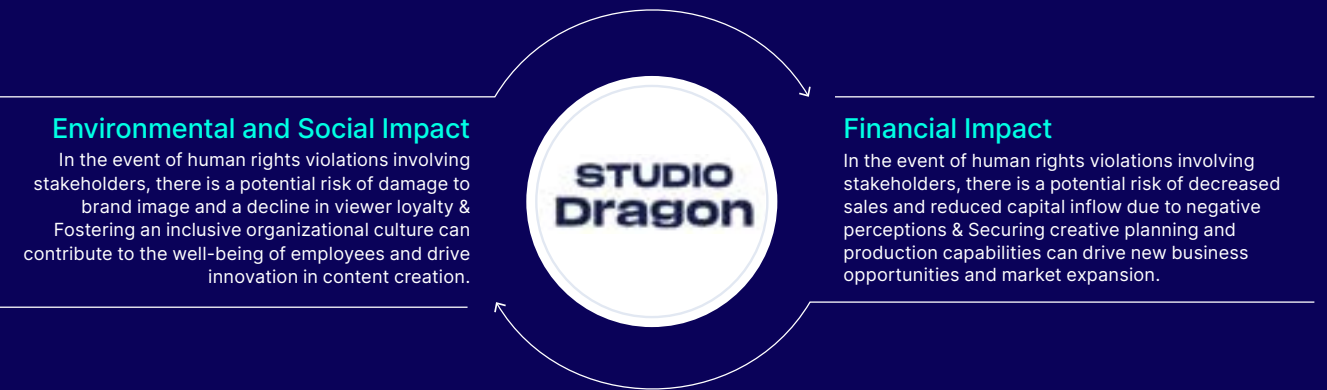 Environmental and Social Impact
In the event of human rights violations involving
stakeholders, there is a potential risk of damage to
brand image and a decline in viewer loyalty &
Fostering an inclusive organizational culture can
contribute to the well-being of employees and drive
innovation in content creation.
STUDIO
Dragon
Financial Impact
In the event of human rights violations involving
stakeholders, there is a potential risk of decreased
sales and reduced capital inflow due to negative
perceptions & Securing creative planning and
production capabilities can drive new business
opportunities and market expansion.